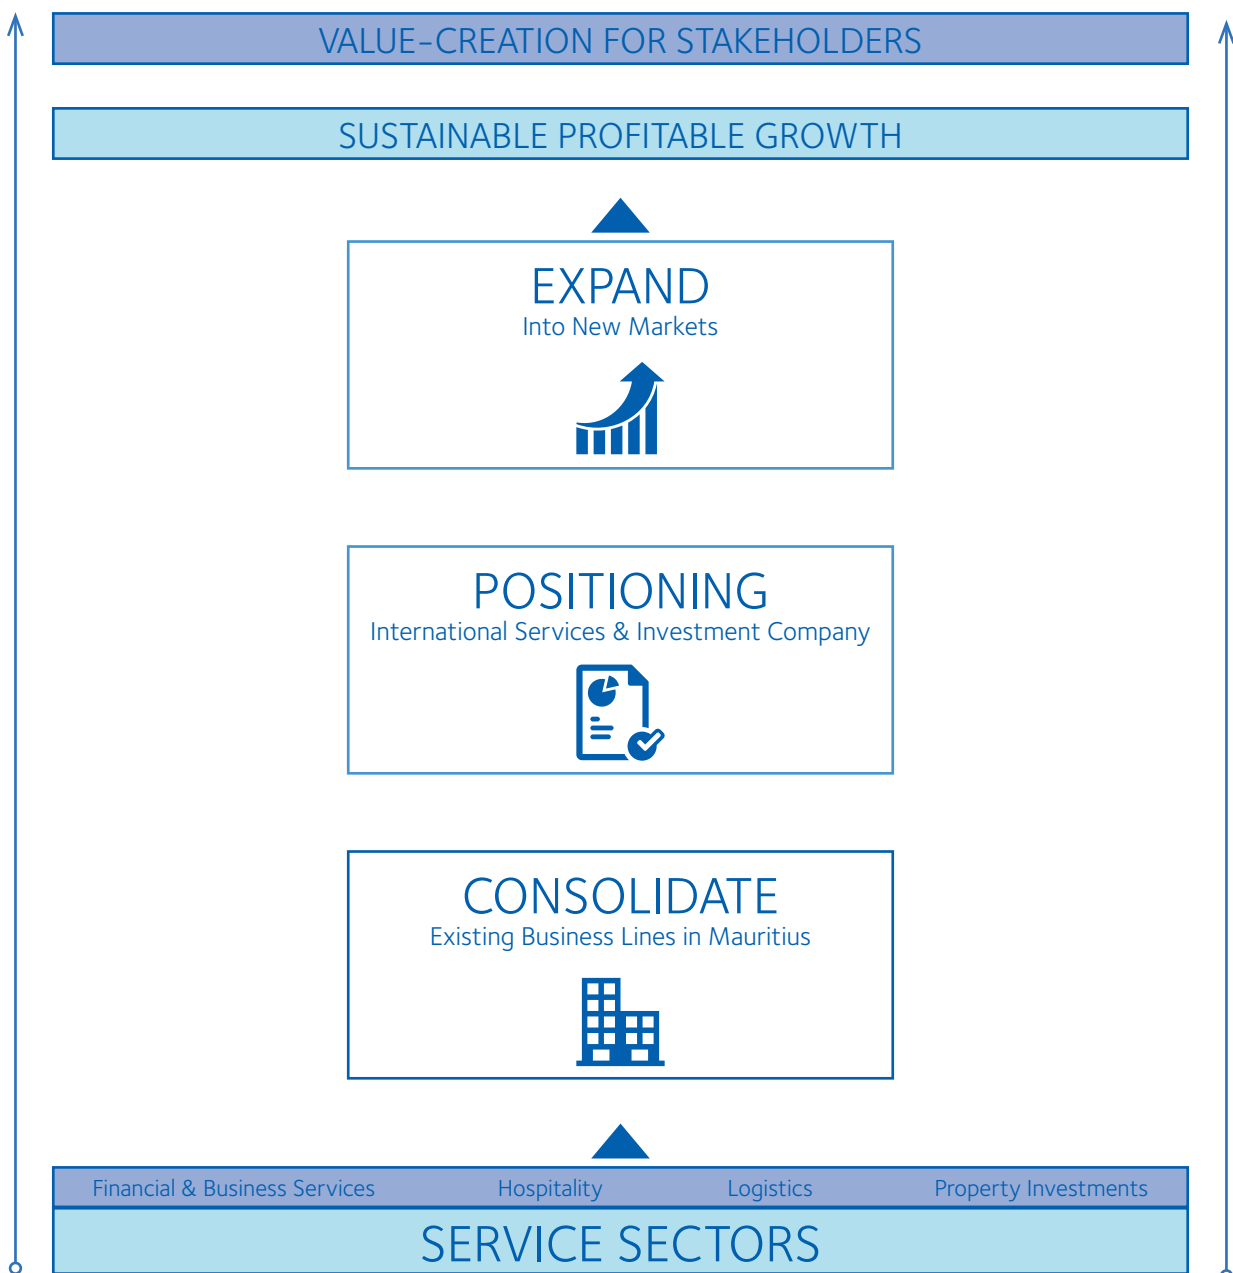 VALUE-CREATION FOR STAKEHOLDERS
SUSTAINABLE PROFITABLE GROWTH
EXPAND
Into New Markets
POSITIONING
International Services & Investment Company
CONSOLIDATE
Existing Business Lines in Mauritius
Financial & Business Services Hospitality Logistics Property Investments
SERVICE SECTORS